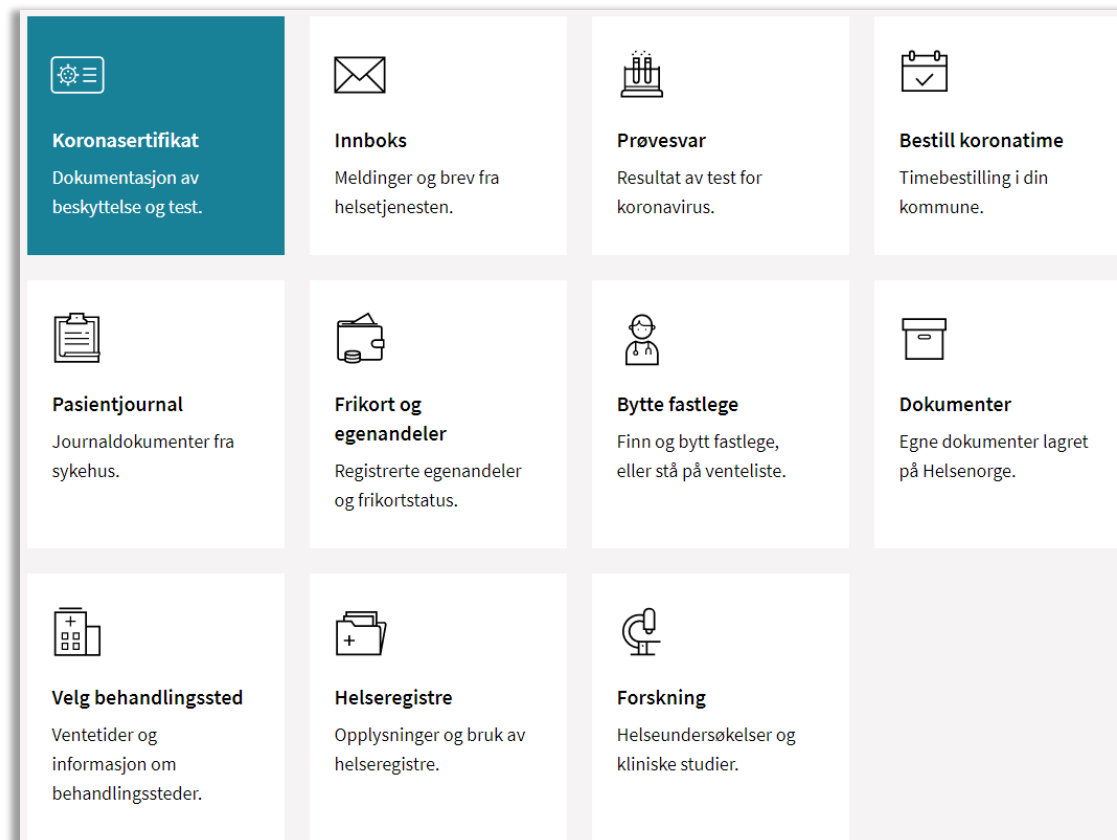 Koronasertifikat
Dokumentasjon av
beskyttelse og test.
Innboks
Meldinger og brev fra
helsetjenesten.
Prøvesvar
Resultat av test for
koronavirus.
Bestill koronatime
Timebestilling i din
kommune.
Pasientjournal
Journaldokumenter fra
sykehus.
Frikort og
egenandeler
Registrerte egenandeler
og frikortstatus.
Bytte fastlege
Finn og bytt fastlege,
eller stå på venteliste.
Dokumenter
Egne dokumenter lagret
på Helsenorge.
Velg behandlingssted
Ventetider og
informasjon om
behandlingssteder.
Helseregistre
Opplysninger og bruk av
helseregistre.
Forskning
Helseundersøkelser og
kliniske studier.